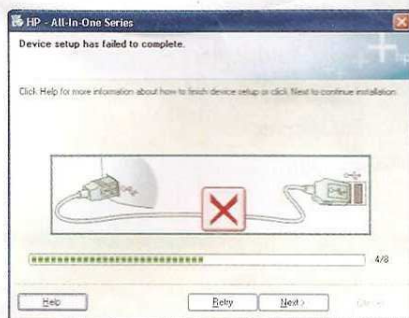 HP - All-In-One Series
Device setup has failed to complete.
Click Help for more information about how to finish device setup or click Next to continue installation.
4/8
Help
Retry
Next >